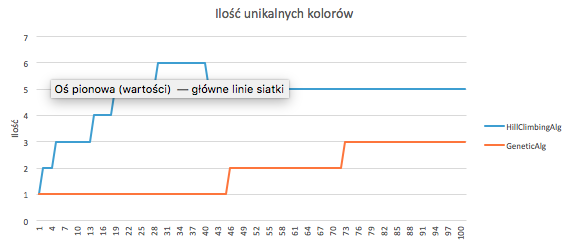 Ilość unikalnych kolorów
7
6
5
4
3
2
1
0
Ilość
Oś pionowa (wartości) — główne linie siatki
HillClimbingAlg
GeneticAlg
1 4 7 10 13 16 19 22 25 28 31 34 37 40 43 46 49 52 55 58 61 64 67 70 73 76 79 82 85 88 91 94 97 100